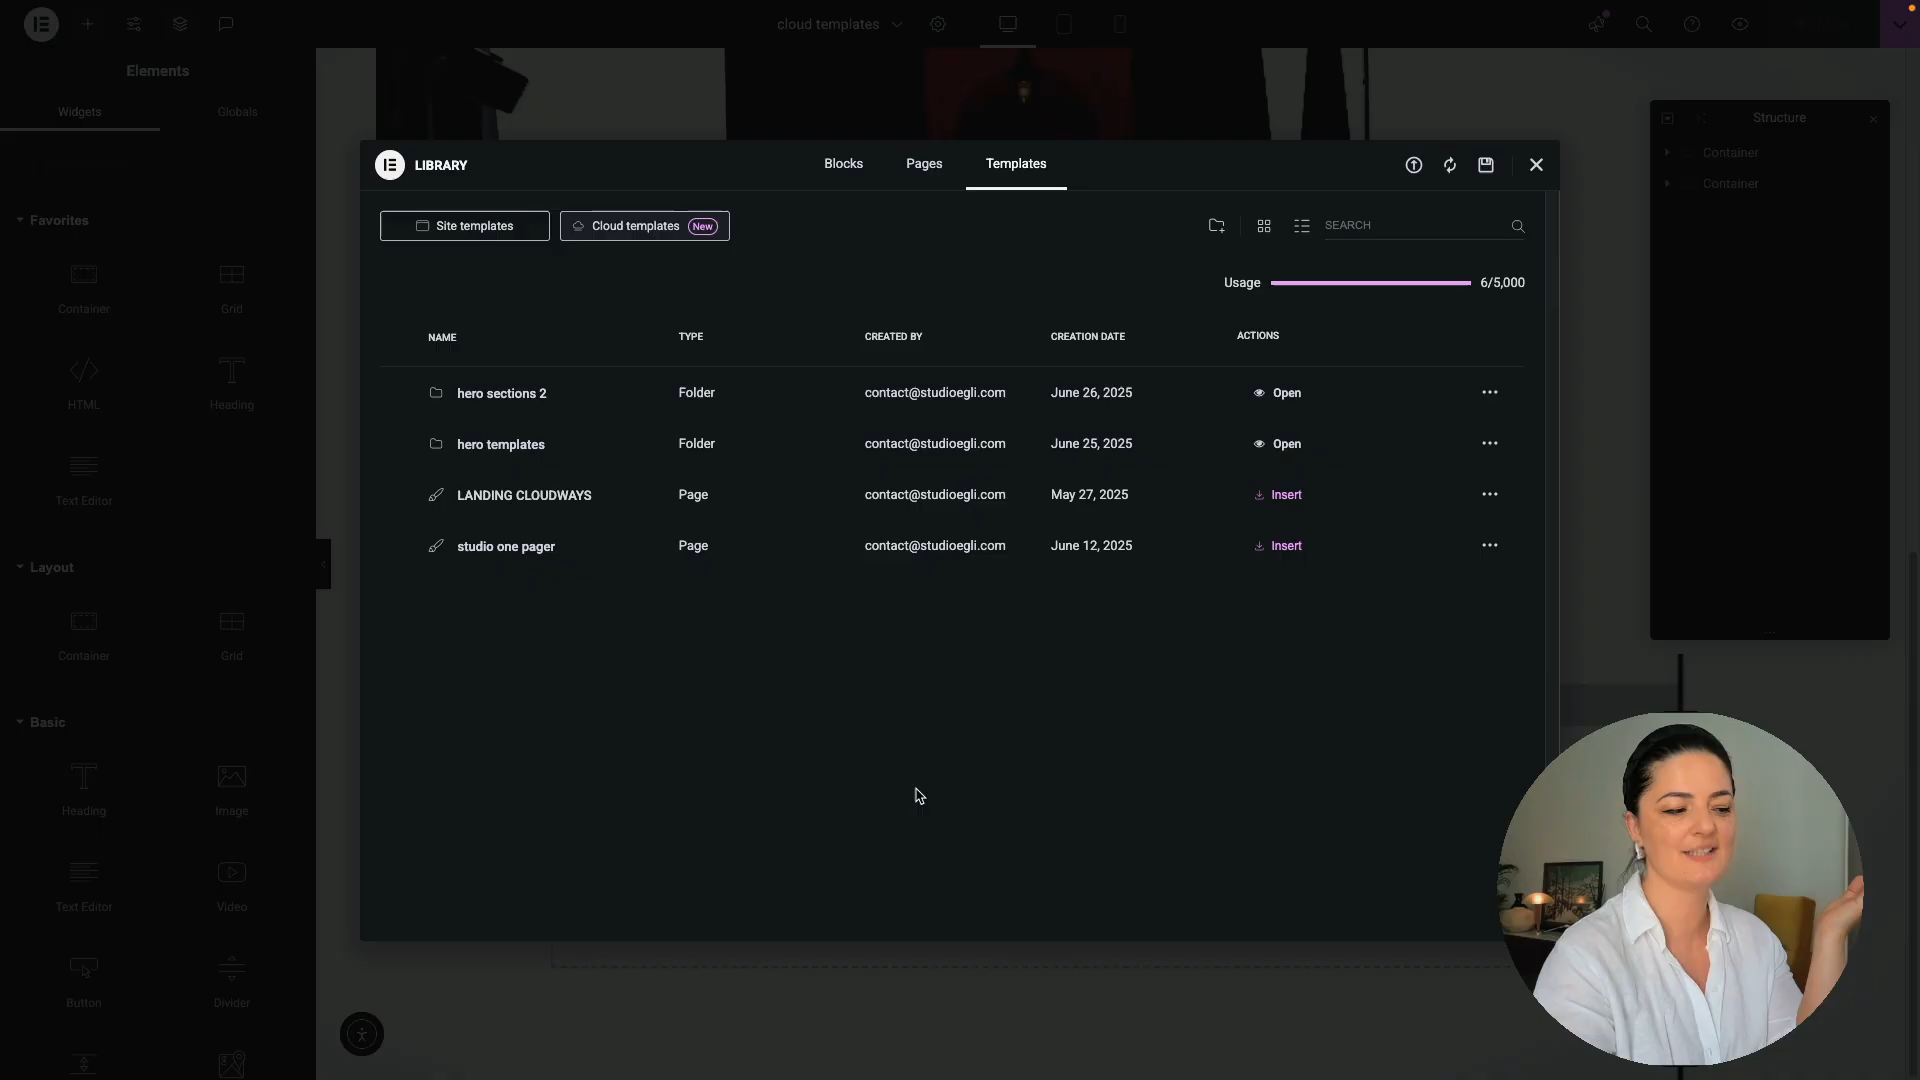 cloud templates
Elements
Widgets
Globals
Structure
Container
Container
LIBRARY
Blocks
Pages
Templates
Site templates
Cloud templates New
SEARCH
Usage 6/5,000
NAME TYPE CREATED BY CREATION DATE ACTIONS
hero sections 2 Folder contact@studioegli.com June 26, 2025 Open
hero templates Folder contact@studioegli.com June 25, 2025 Open
LANDING CLOUDWAYS Page contact@studioegli.com May 27, 2025 Insert
studio one pager Page contact@studioegli.com June 12, 2025 Insert
Favorites
Container Grid
HTML Heading
Text Editor
Layout
Container Grid
Basic
Heading Image
Text Editor Video
Button Divider